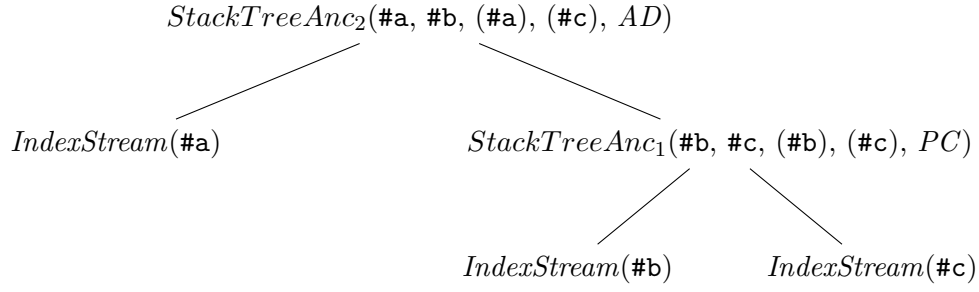 StackTreeAnc₂(#a, #b, (#a), (#c), AD)
IndexStream(#a)
StackTreeAnc₁(#b, #c, (#b), (#c), PC)
IndexStream(#b)
IndexStream(#c)